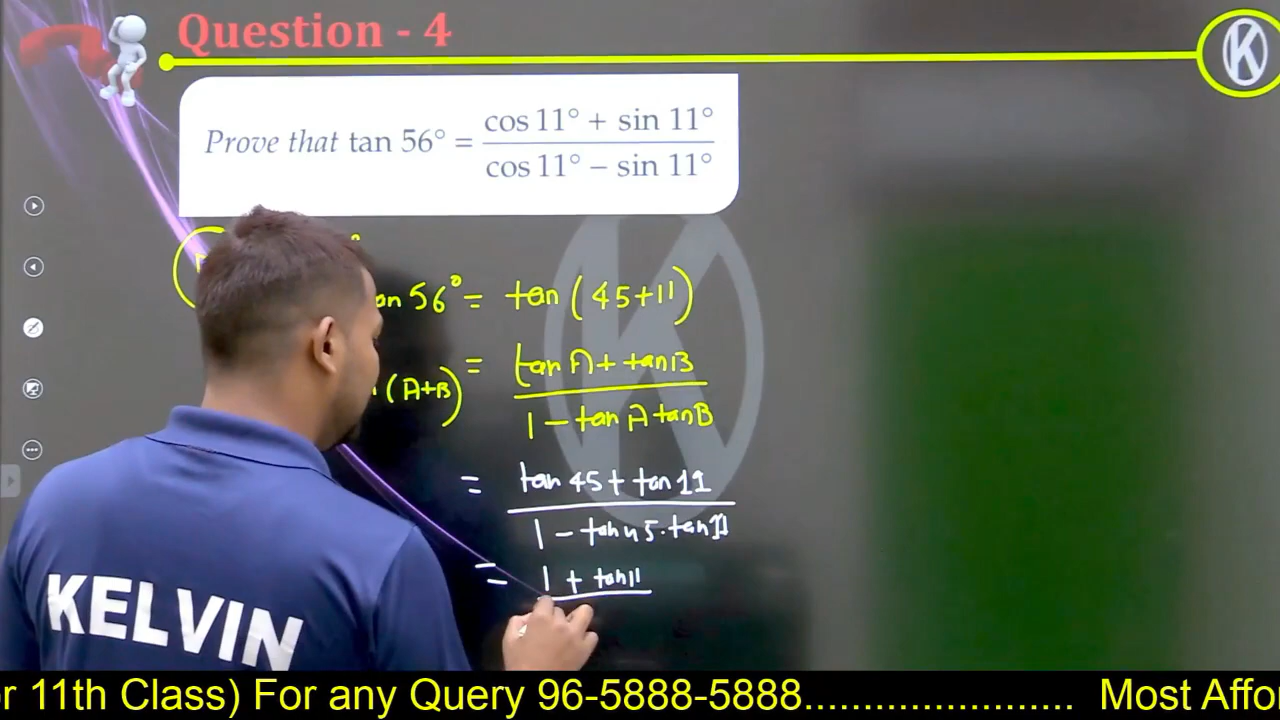 Question - 4
K
Prove that tan 56° = (cos 11° + sin 11°) / (cos 11° − sin 11°)
an 56° = tan (45+11)
(A+B) = (tan A + tan B) / (1 − tan A tan B)
= (tan 45 + tan 11) / (1 − tan 45 · tan 11)
= 1 + tan 11
KELVIN
or 11th Class) For any Query 96-5888-5888....................... Most Affor